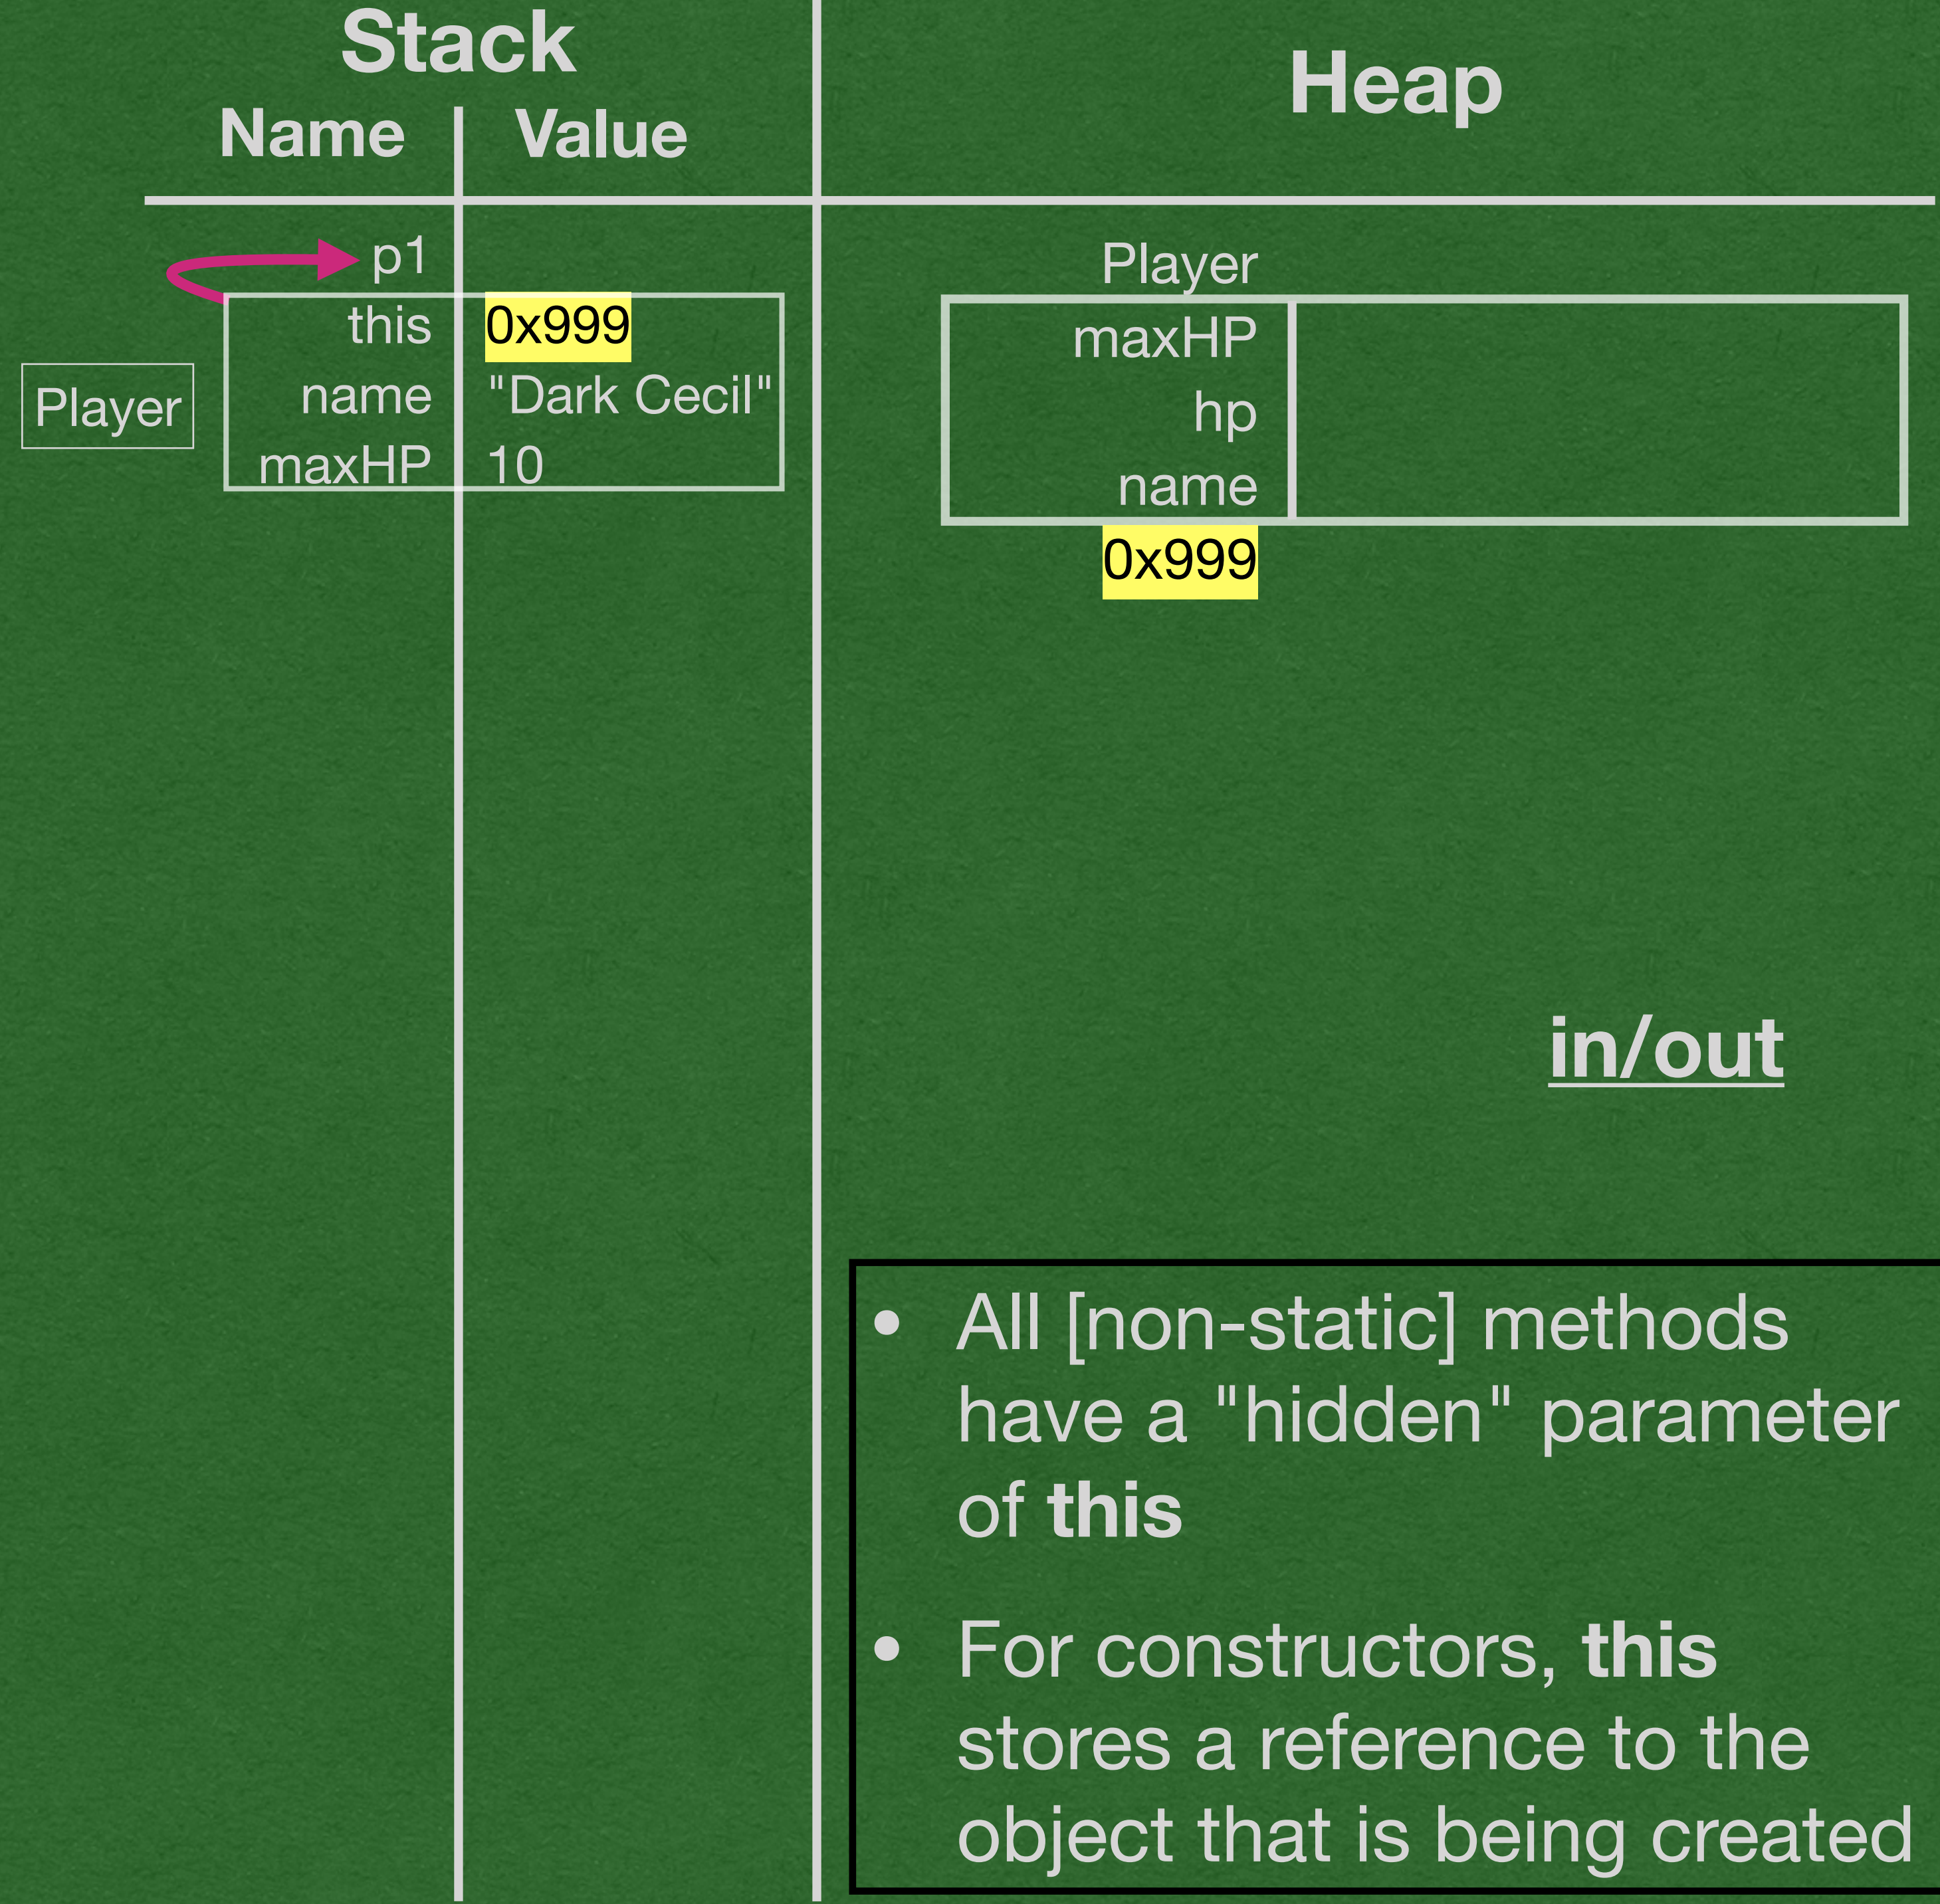 Stack
Heap
Name Value
p1
this 0x999
name "Dark Cecil"
maxHP 10
Player
Player
maxHP
hp
name
0x999
in/out
• All [non-static] methods
have a "hidden" parameter
of this
• For constructors, this
stores a reference to the
object that is being created